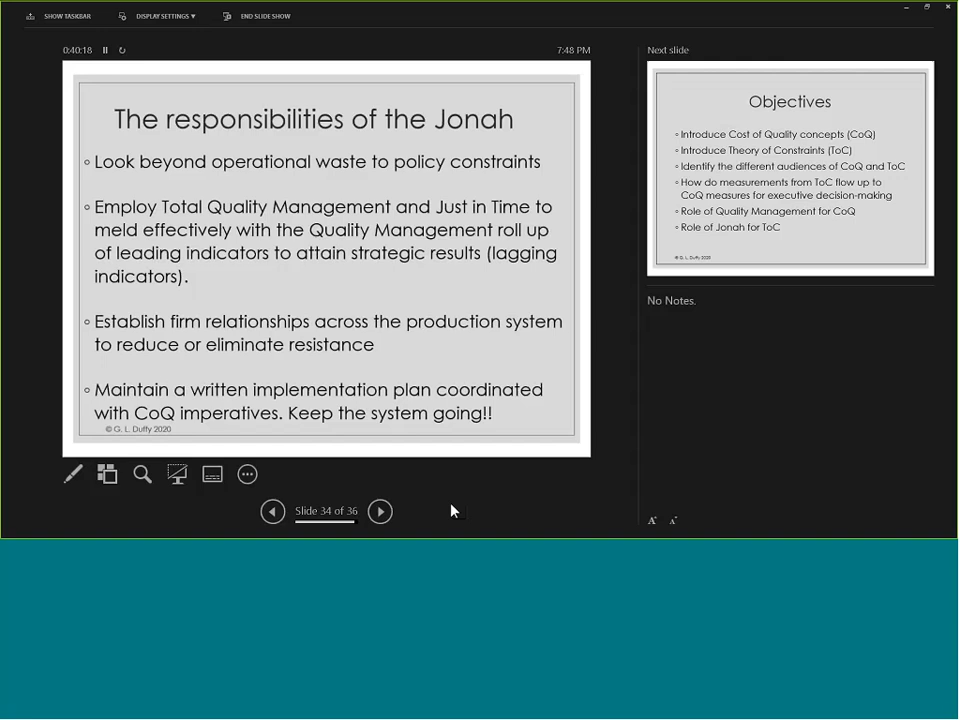 SHOW TASKBAR
DISPLAY SETTINGS ▾
END SLIDE SHOW
0:40:18
7:48 PM
The responsibilities of the Jonah
◦ Look beyond operational waste to policy constraints
◦ Employ Total Quality Management and Just in Time to
meld effectively with the Quality Management roll up
of leading indicators to attain strategic results (lagging
indicators).
◦ Establish firm relationships across the production system
to reduce or eliminate resistance
◦ Maintain a written implementation plan coordinated
with CoQ imperatives. Keep the system going!!
© G. L. Duffy 2020
Slide 34 of 36
Next slide
Objectives
◦ Introduce Cost of Quality concepts (CoQ)
◦ Introduce Theory of Constraints (ToC)
◦ Identify the different audiences of CoQ and ToC
◦ How do measurements from ToC flow up to
CoQ measures for executive decision-making
◦ Role of Quality Management for CoQ
◦ Role of Jonah for ToC
© G. L. Duffy 2020
No Notes.
A A